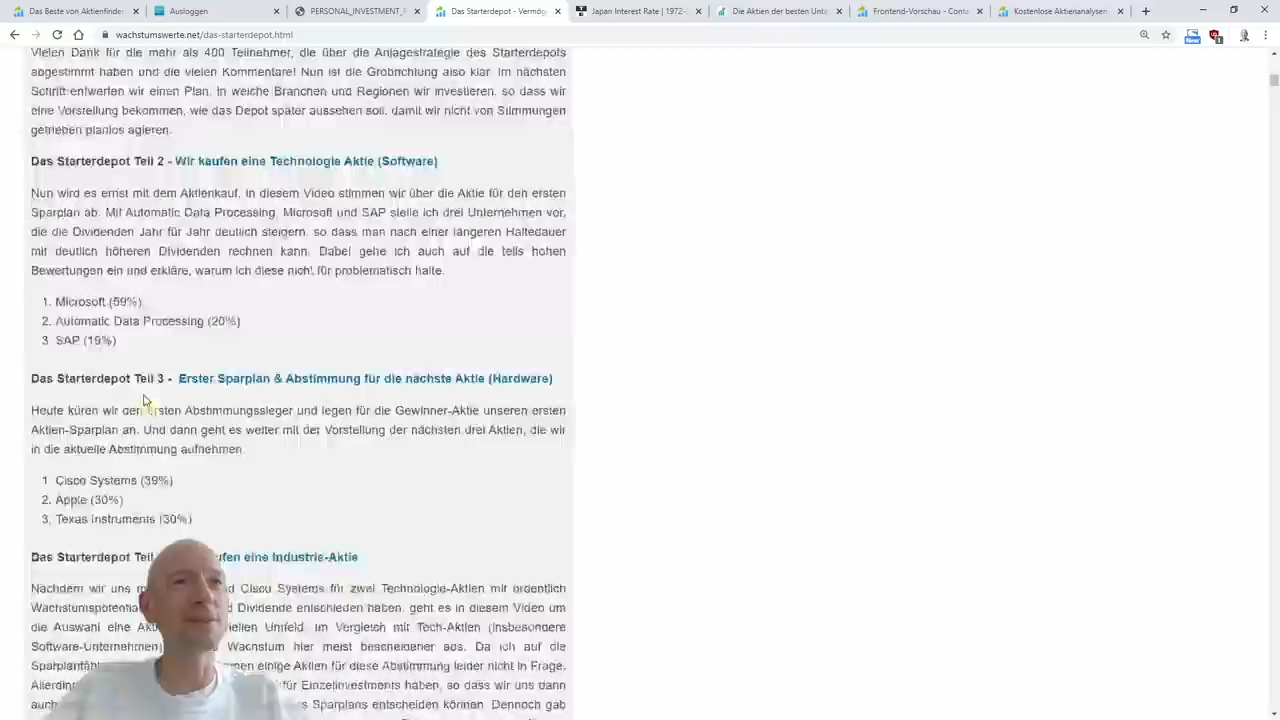 Das Beste von Aktienfinder
Ausloggen
PERSONAL_INVESTMENT_F
Das Starterdepot - Vermög
Japan Interest Rate | 1972-
Die Aktien der besten Unte
Frontend-Vorschau - Conta
Kostenlose Aktienanalysen
wachstumswerte.net/das-starterdepot.html
New
1
Vielen Dank für die mehr als 400 Teilnehmer, die über die Anlagestrategie des Starterdepots
abgestimmt haben und die vielen Kommentare! Nun ist die Grobrichtung also klar. Im nächsten
Schritt entwerfen wir einen Plan. In welche Branchen und Regionen wir investieren, so dass wir
eine Vorstellung bekommen, wie das Depot später aussehen soll, damit wir nicht von Stimmungen
getrieben planlos agieren.
Das Starterdepot Teil 2 - Wir kaufen eine Technologie Aktie (Software)
Nun wird es ernst mit dem Aktienkauf. In diesem Video stimmen wir über die Aktie für den ersten
Sparplan ab. Mit Automatic Data Processing, Microsoft und SAP stelle ich drei Unternehmen vor,
die die Dividenden Jahr für Jahr deutlich steigern, so dass man nach einer längeren Haltedauer
mit deutlich höheren Dividenden rechnen kann. Dabei gehe ich auch auf die teils hohen
Bewertungen ein und erkläre, warum ich diese nicht für problematisch halte.
1. Microsoft (59%)
2. Automatic Data Processing (20%)
3 SAP (19%)
Das Starterdepot Teil 3 - Erster Sparplan & Abstimmung für die nächste Aktie (Hardware)
Heute küren wir den ersten Abstimmungssieger und legen für die Gewinner-Aktie unseren ersten
Aktien-Sparplan an. Und dann geht es weiter mit der Vorstellung der nächsten drei Aktien, die wir
in die aktuelle Abstimmung aufnehmen.
1 Cisco Systems (39%)
2. Apple (30%)
3. Texas Instruments (30%)
Das Starterdepot Teil ufen eine Industrie-Aktie
Nachdem wir uns Cisco Systems für zwei Technologie-Aktien mit ordentlich
Wachstumspotenzia d Dividende entschieden haben, geht es in diesem Video um
die Auswahl eine Akt iellen Umfeld. Im Vergleich mit Tech-Aktien (insbesondere
Software-Unternehmen) Wachstum hier meist bescheidener aus. Da ich auf die
Sparplanfäh men einige Aktien für diese Abstimmung leider nicht in Frage.
Allerdin für Einzelinvestments haben, so dass wir uns dann
auch s Sparplans entscheiden können. Dennoch gab